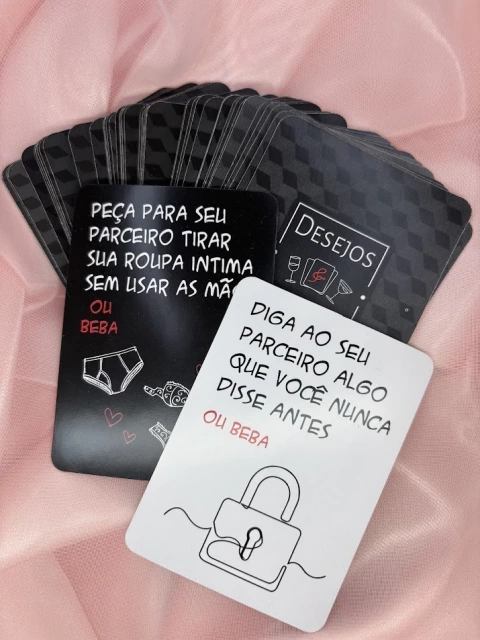 PEÇA PARA SEU
PARCEIRO TIRAR
SUA ROUPA INTIMA
SEM USAR AS
OU
BEBA
DESEJOS
DIGA AO SEU
PARCEIRO ALGO
QUE VOCÊ NUNCA
DISSE ANTES
OU BEBA